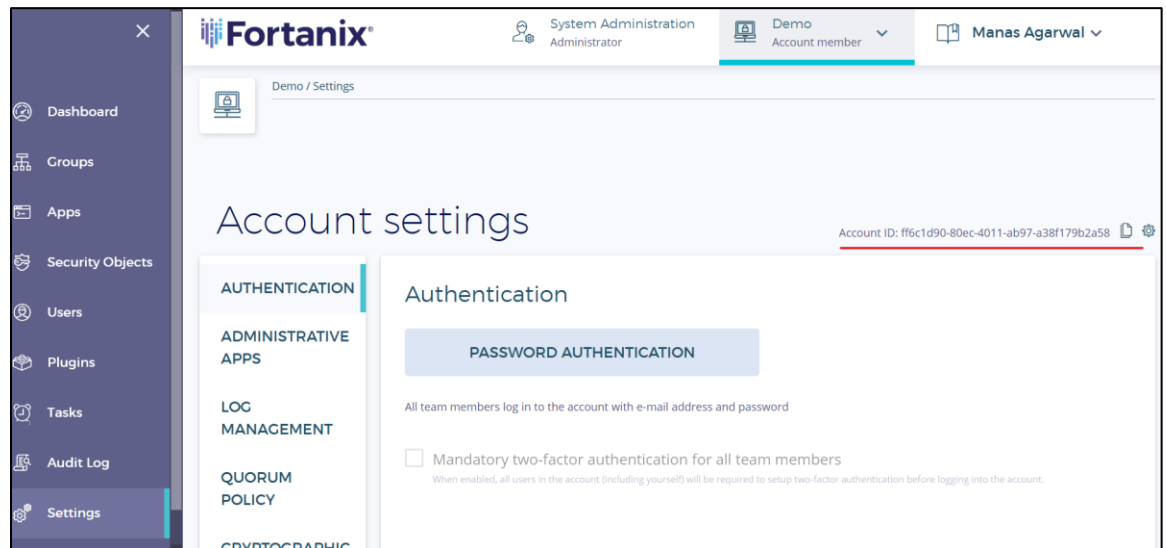 Fortanix®
System Administration
Administrator
Demo
Account member
Manas Agarwal
Demo / Settings
Dashboard
Groups
Apps
Security Objects
Users
Plugins
Tasks
Audit Log
Settings
Account settings
Account ID: ff6c1d90-80ec-4011-ab97-a38f179b2a58
AUTHENTICATION
ADMINISTRATIVE
APPS
LOG
MANAGEMENT
QUORUM
POLICY
CRYPTOGRAPHIC
Authentication
PASSWORD AUTHENTICATION
All team members log in to the account with e-mail address and password
Mandatory two-factor authentication for all team members
When enabled, all users in the account (including yourself) will be required to setup two-factor authentication before logging into the account.